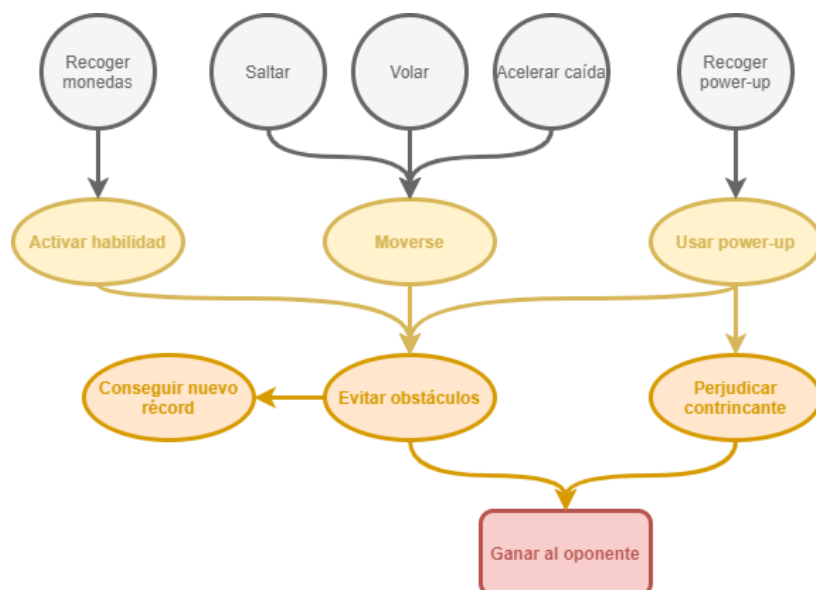 Recoger
monedas
Saltar
Volar
Acelerar caída
Recoger
power-up
Activar habilidad
Moverse
Usar power-up
Conseguir nuevo
récord
Evitar obstáculos
Perjudicar
contrincante
Ganar al oponente